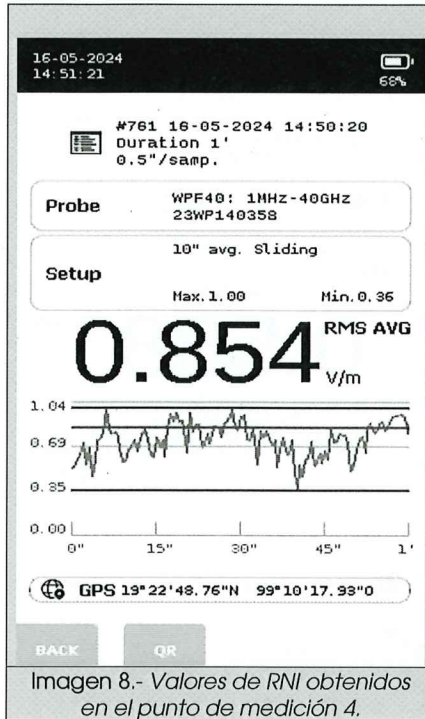 16-05-2024
14:51:21
68%
#761 16-05-2024 14:50:20
Duration 1'
0.5"/samp.
Probe
WPF40: 1MHz-40GHz
23WP140358
Setup
10" avg. Sliding
Max.1.00 Min.0.36
0.854 RMS AVG
V/m
1.04
0.69
0.35
0.00
0" 15" 30" 45" 1'
GPS 19°22'48.76"N 99°10'17.93"O
BACK QR
Imagen 8.- Valores de RNI obtenidos
en el punto de medición 4.